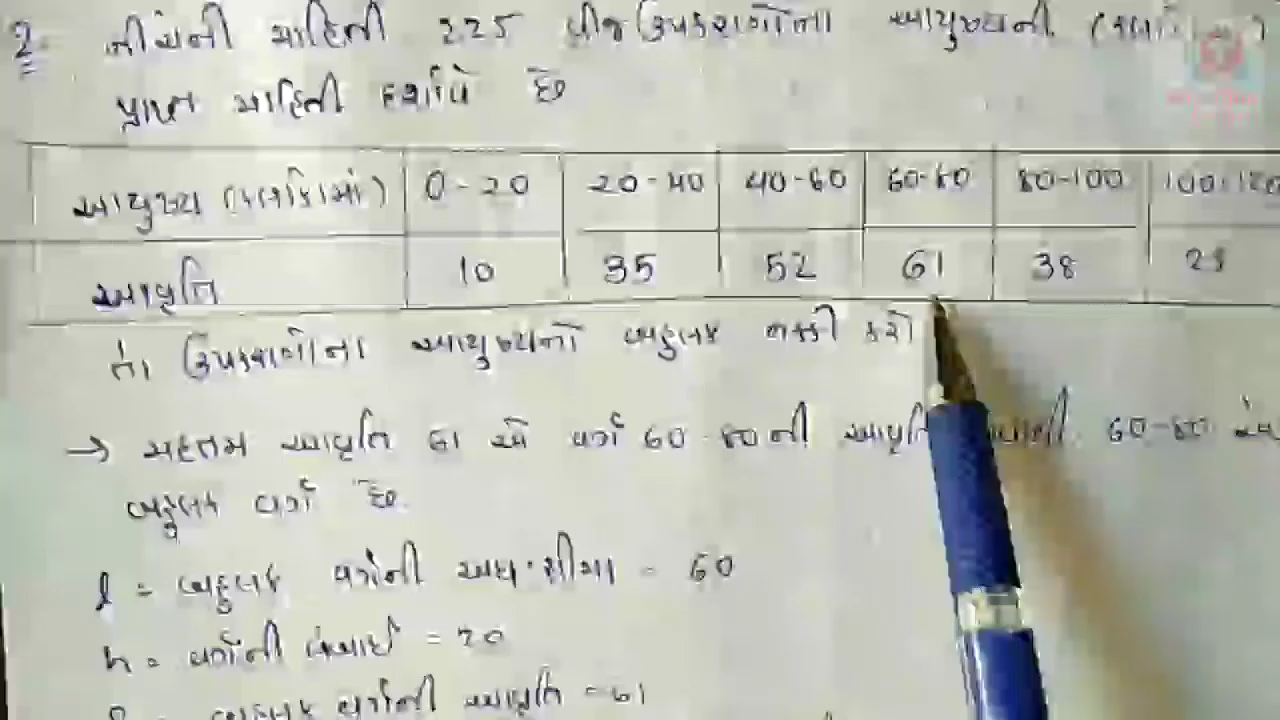 2. નીચેની માહિતી 225 વીજ ઉપકરણોના આયુષ્યની
પ્રાપ્ત માહિતી દર્શાવે છે
આયુષ્ય (કલાકોમાં) 0-20 20-40 40-60 60-80 80-100 100-120
આવૃત્તિ 10 35 52 61 38
તો ઉપકરણોના આયુષ્યનો બહુલક નક્કી કરો
→ મહત્તમ આવૃત્તિ 61 એ વર્ગ 60-80ની 60-80 એ
બહુલક વર્ગ છે.
l = બહુલક વર્ગની અધઃસીમા = 60
h = વર્ગની લંબાઈ = 20
બહુલક વર્ગની આવૃત્તિ = 61